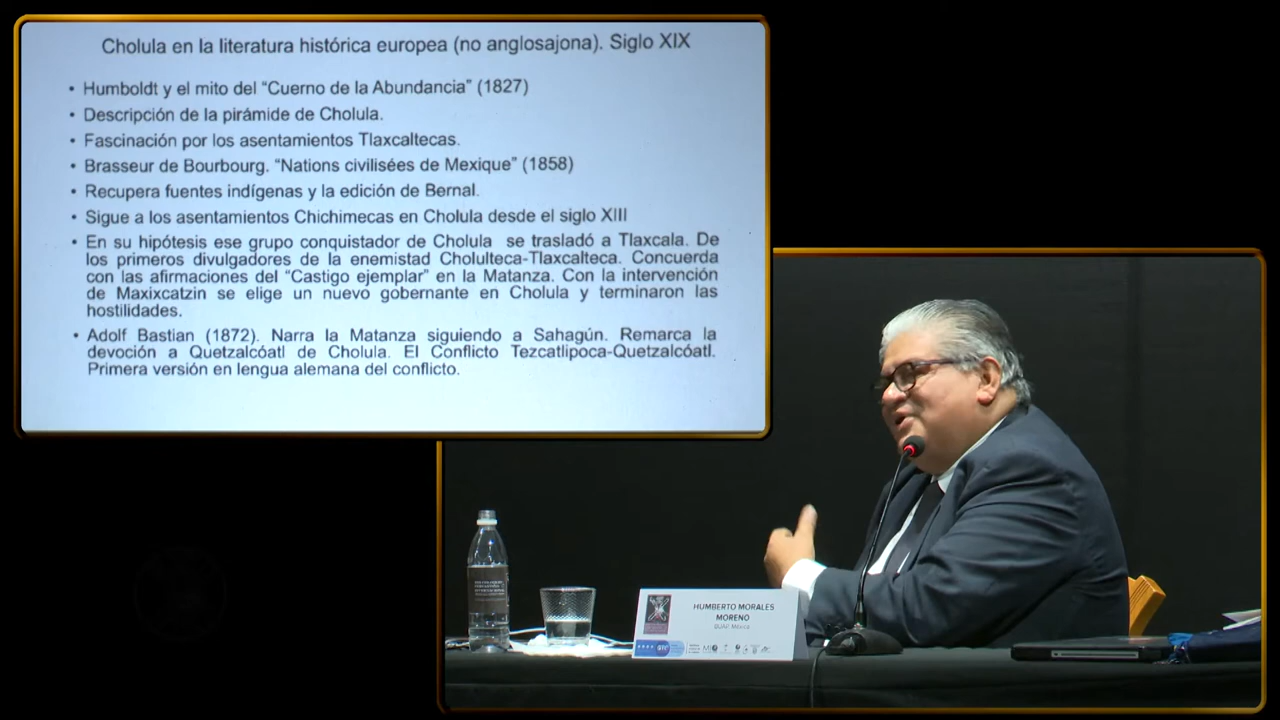 Cholula en la literatura histórica europea (no anglosajona). Siglo XIX
• Humboldt y el mito del “Cuerno de la Abundancia” (1827)
• Descripción de la pirámide de Cholula.
• Fascinación por los asentamientos Tlaxcaltecas.
• Brasseur de Bourbourg. “Nations civilisées de Mexique” (1858)
• Recupera fuentes indígenas y la edición de Bernal.
• Sigue a los asentamientos Chichimecas en Cholula desde el siglo XIII
• En su hipótesis ese grupo conquistador de Cholula se trasladó a Tlaxcala. De
los primeros divulgadores de la enemistad Cholulteca-Tlaxcalteca. Concuerda
con las afirmaciones del “Castigo ejemplar” en la Matanza. Con la intervención
de Maxixcatzin se elige un nuevo gobernante en Cholula y terminaron las
hostilidades.
• Adolf Bastian (1872). Narra la Matanza siguiendo a Sahagún. Remarca la
devoción a Quetzalcóatl de Cholula. El Conflicto Tezcatlipoca-Quetzalcóatl.
Primera versión en lengua alemana del conflicto.
HUMBERTO MORALES
MORENO
BUAP, México